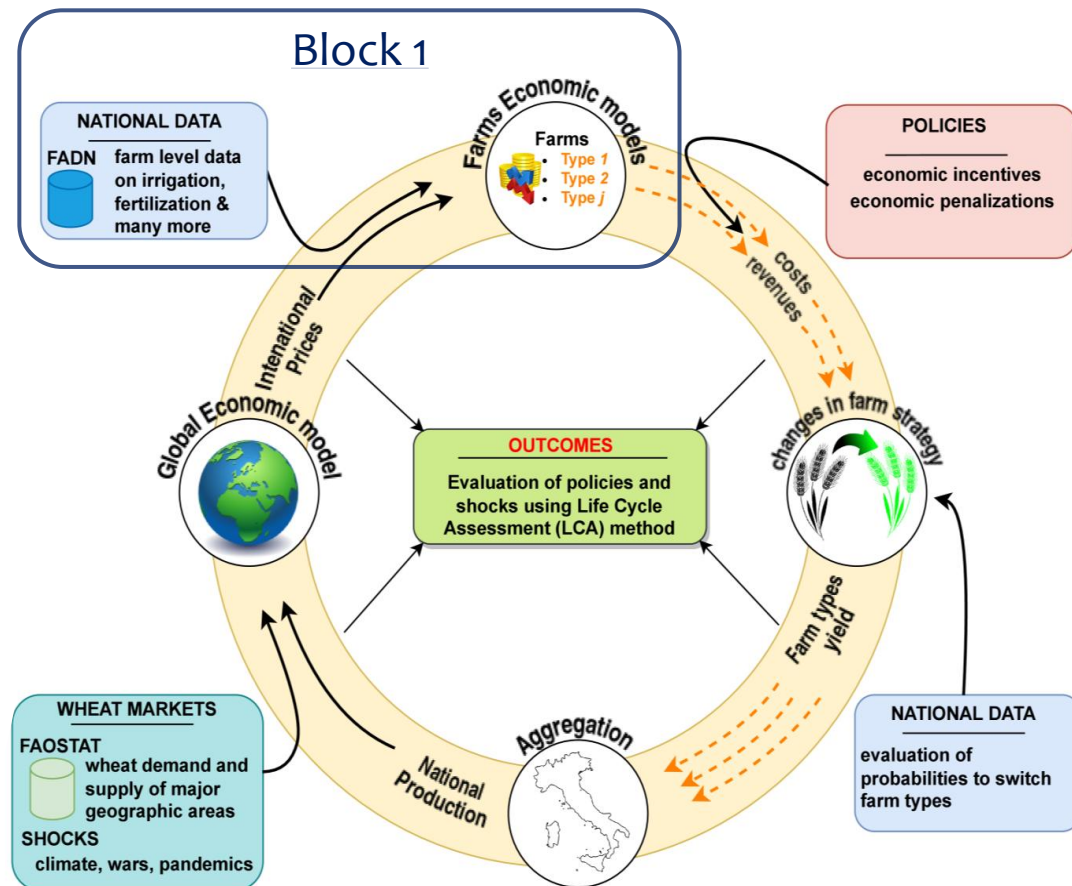 Block 1
NATIONAL DATA
FADN
farm level data
on irrigation,
fertilization &
many more
Farms Economic models
Farms
• Type 1
• Type 2
• Type j
POLICIES
economic incentives
economic penalizations
costs
revenues
Intenational
Prices
Global Economic model
changes in farm strategy
OUTCOMES
Evaluation of policies and
shocks using Life Cycle
Assessment (LCA) method
Farm types
yield
WHEAT MARKETS
FAOSTAT
wheat demand and
supply of major
geographic areas
SHOCKS
climate, wars, pandemics
National
Production
Aggregation
NATIONAL DATA
evaluation of
probabilities to switch
farm types